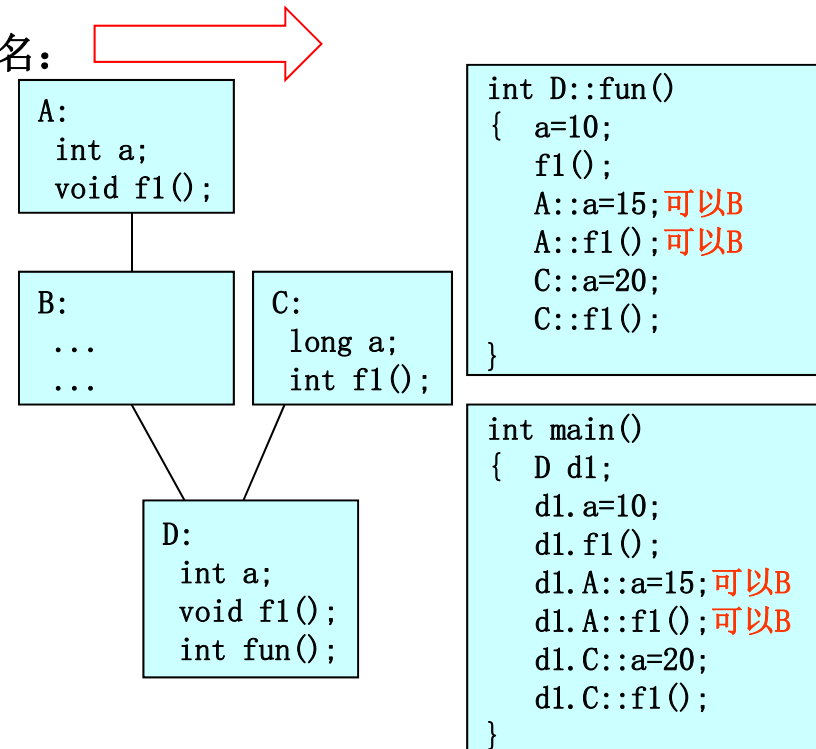 名：
A:
int a;
void f1();
B:
...
...
C:
long a;
int f1();
D:
int a;
void f1();
int fun();
int D::fun()
{ a=10;
f1();
A::a=15;可以B
A::f1();可以B
C::a=20;
C::f1();
}
int main()
{ D d1;
d1.a=10;
d1.f1();
d1.A::a=15;可以B
d1.A::f1();可以B
d1.C::a=20;
d1.C::f1();
}